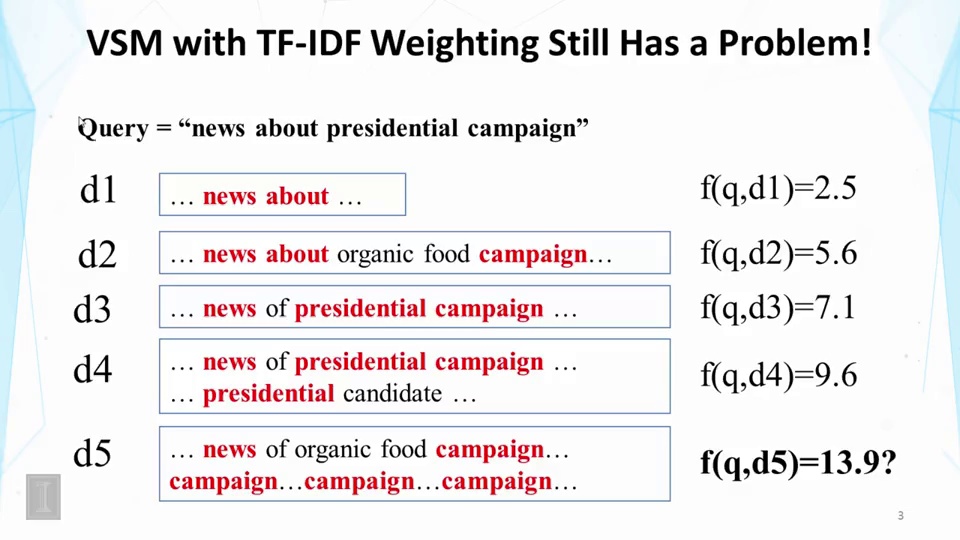 VSM with TF-IDF Weighting Still Has a Problem!
Query = “news about presidential campaign”
d1 … news about … f(q,d1)=2.5
d2 … news about organic food campaign… f(q,d2)=5.6
d3 … news of presidential campaign … f(q,d3)=7.1
d4 … news of presidential campaign … f(q,d4)=9.6
… presidential candidate …
d5 … news of organic food campaign… f(q,d5)=13.9?
campaign…campaign…campaign…
I
3